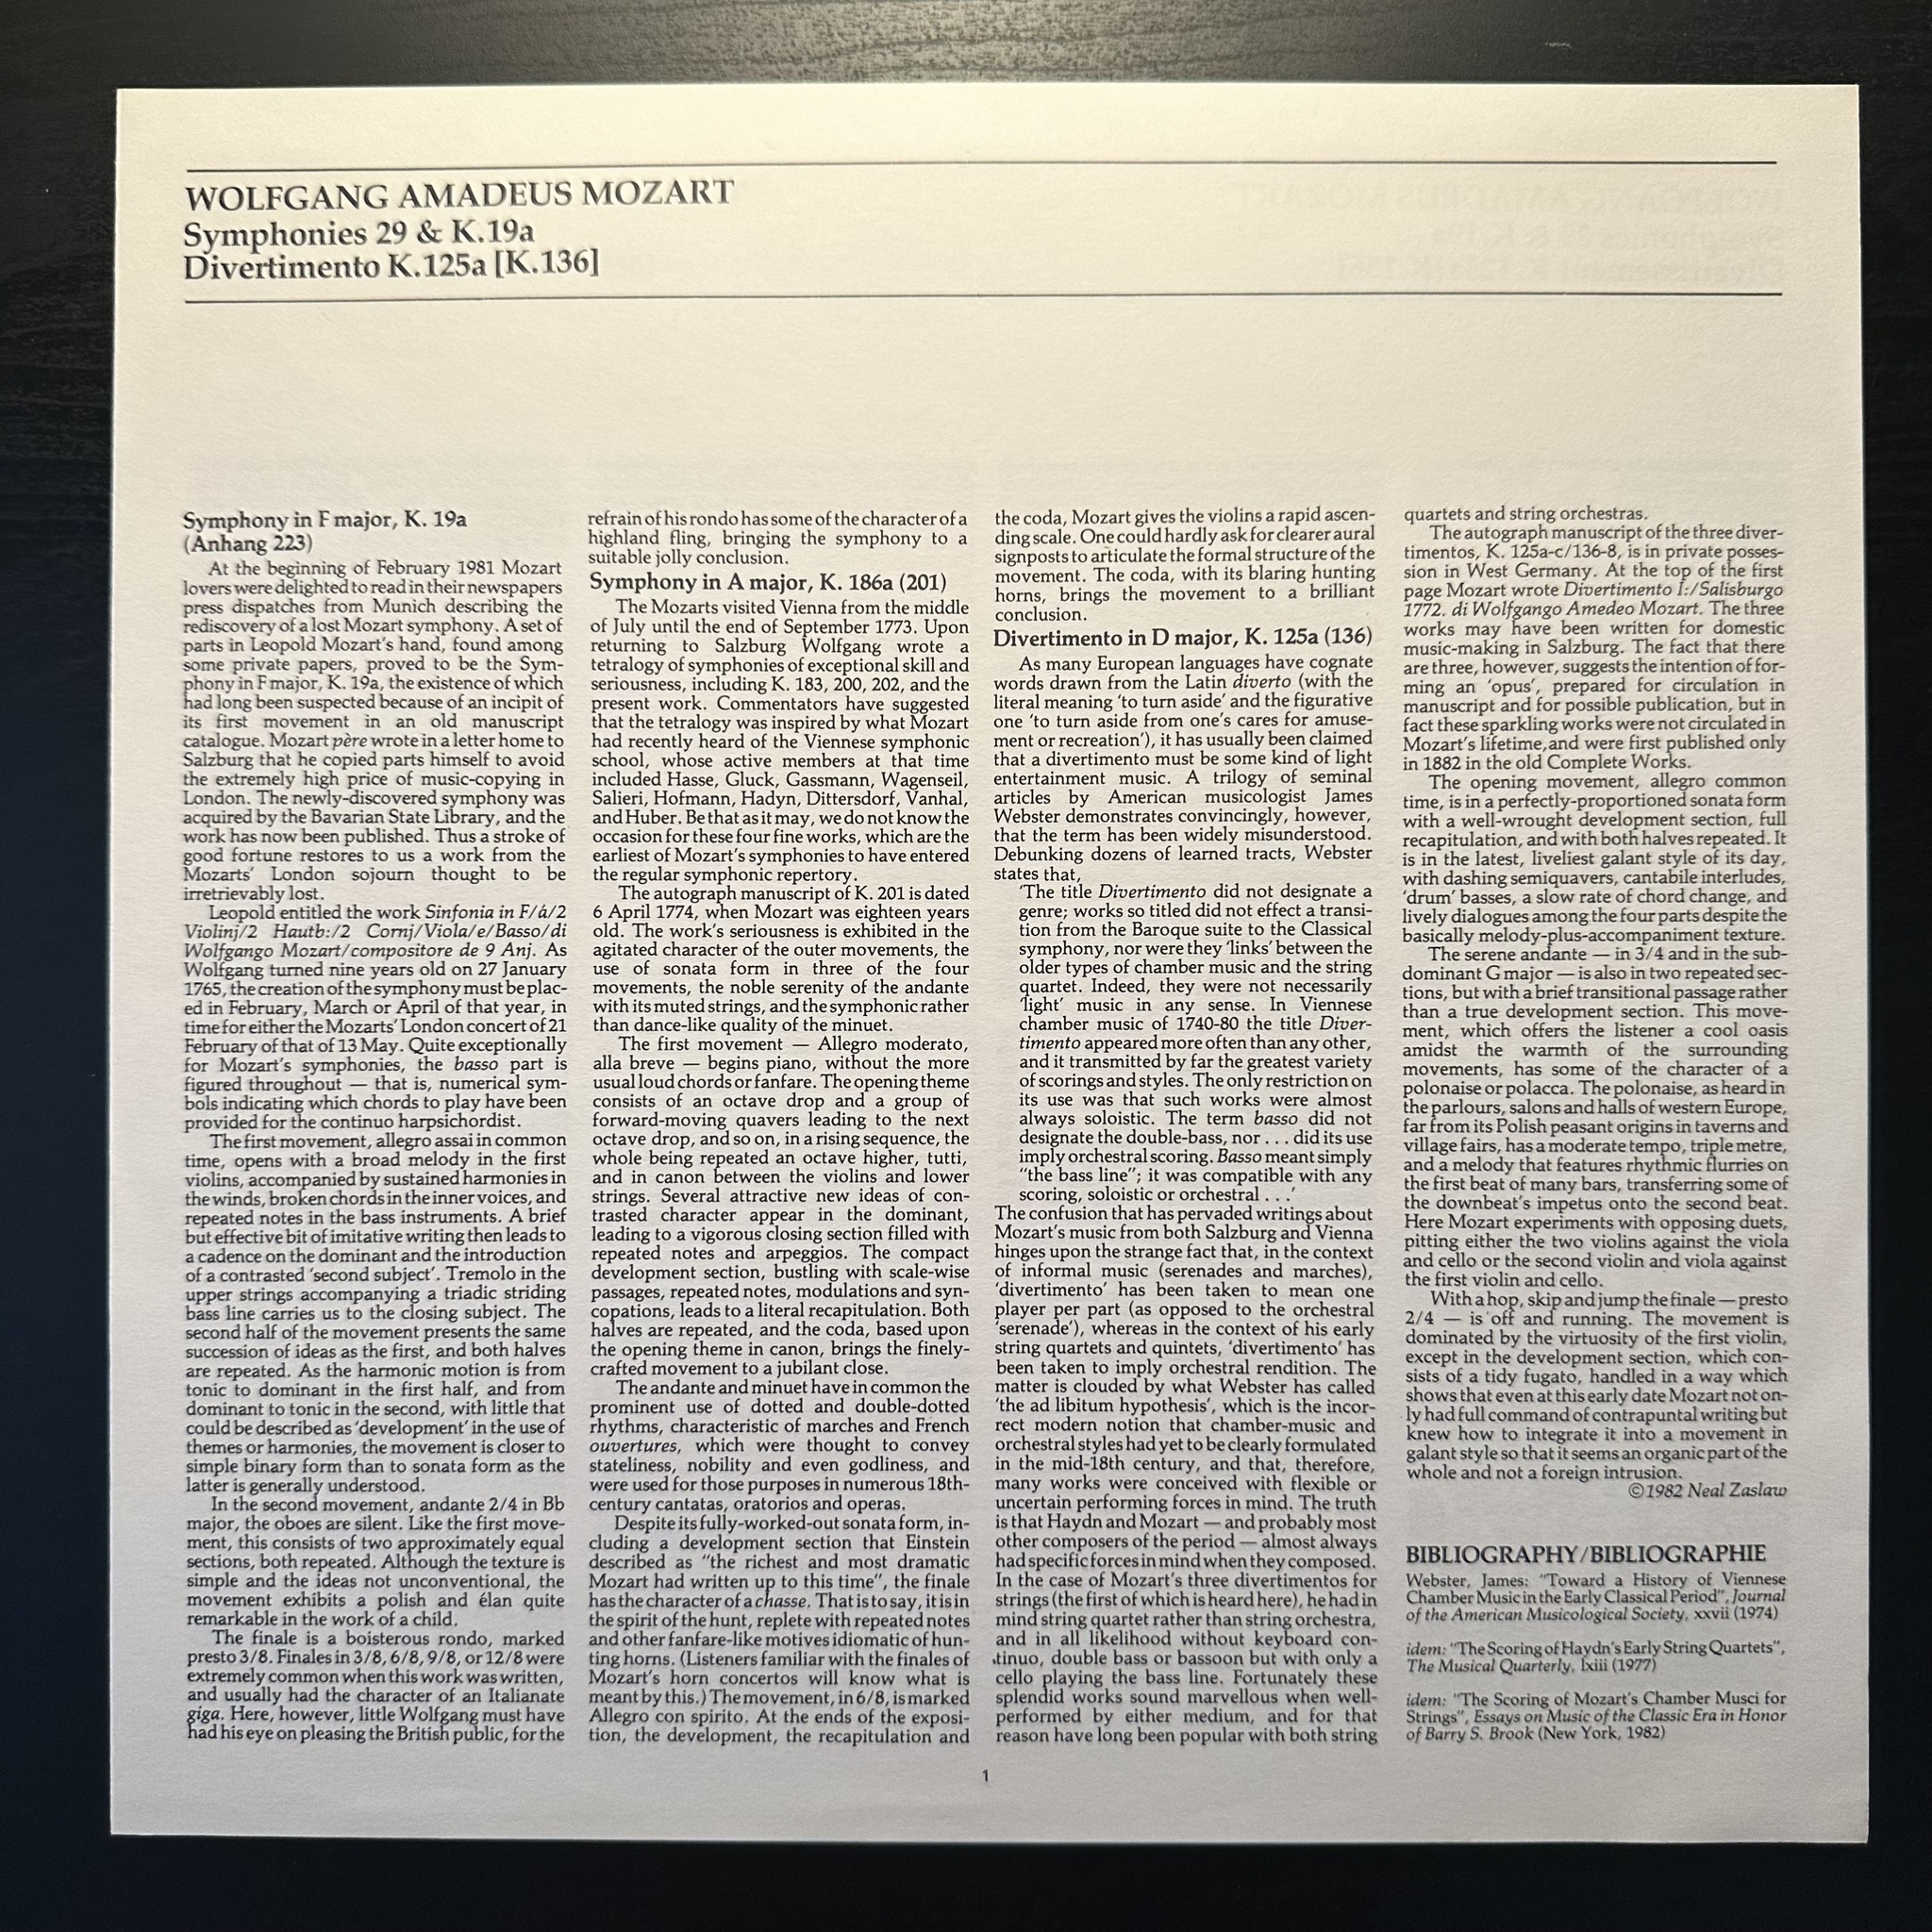 WOLFGANG AMADEUS MOZART
Symphonies 29 & K.19a
Divertimento K.125a [K.136]
Symphony in F major, K. 19a
(Anhang 223)
At the beginning of February 1981 Mozart
lovers were delighted to read in their newspapers
press dispatches from Munich describing the
rediscovery of a lost Mozart symphony. A set of
parts in Leopold Mozart's hand, found among
some private papers, proved to be the Sym-
phony in F major, K. 19a, the existence of which
had long been suspected because of an incipit of
its first movement in an old manuscript
catalogue. Mozart père wrote in a letter home to
Salzburg that he copied parts himself to avoid
the extremely high price of music-copying in
London. The newly-discovered symphony was
acquired by the Bavarian State Library, and the
work has now been published. Thus a stroke of
good fortune restores to us a work from the
Mozarts' London sojourn thought to be
irretrievably lost.
Leopold entitled the work Sinfonia in F/á/2
Violinj/2 Hautb:/2 Cornj/Viola/e/Basso/di
Wolfgango Mozart/compositore de 9 Anj. As
Wolfgang turned nine years old on 27 January
1765, the creation of the symphony must be plac-
ed in February, March or April of that year, in
time for either the Mozarts' London concert of 21
February of that of 13 May. Quite exceptionally
for Mozart's symphonies, the basso part is
figured throughout — that is, numerical sym-
bols indicating which chords to play have been
provided for the continuo harpsichordist.
The first movement, allegro assai in common
time, opens with a broad melody in the first
violins, accompanied by sustained harmonies in
the winds, broken chords in the inner voices, and
repeated notes in the bass instruments. A brief
but effective bit of imitative writing then leads to
a cadence on the dominant and the introduction
of a contrasted 'second subject'. Tremolo in the
upper strings accompanying a triadic striding
bass line carries us to the closing subject. The
second half of the movement presents the same
succession of ideas as the first, and both halves
are repeated. As the harmonic motion is from
tonic to dominant in the first half, and from
dominant to tonic in the second, with little that
could be described as 'development' in the use of
themes or harmonies, the movement is closer to
simple binary form than to sonata form as the
latter is generally understood.
In the second movement, andante 2/4 in Bb
major, the oboes are silent. Like the first move-
ment, this consists of two approximately equal
sections, both repeated. Although the texture is
simple and the ideas not unconventional, the
movement exhibits a polish and élan quite
remarkable in the work of a child.
The finale is a boisterous rondo, marked
presto 3/8. Finales in 3/8, 6/8, 9/8, or 12/8 were
extremely common when this work was written,
and usually had the character of an Italianate
giga. Here, however, little Wolfgang must have
had his eye on pleasing the British public, for the
refrain of his rondo has some of the character of a
highland fling, bringing the symphony to a
suitable jolly conclusion.
Symphony in A major, K. 186a (201)
The Mozarts visited Vienna from the middle
of July until the end of September 1773. Upon
returning to Salzburg Wolfgang wrote a
tetralogy of symphonies of exceptional skill and
seriousness, including K. 183, 200, 202, and the
present work. Commentators have suggested
that the tetralogy was inspired by what Mozart
had recently heard of the Viennese symphonic
school, whose active members at that time
included Hasse, Gluck, Gassmann, Wagenseil,
Salieri, Hofmann, Hadyn, Dittersdorf, Vanhal,
and Huber. Be that as it may, we do not know the
occasion for these four fine works, which are the
earliest of Mozart's symphonies to have entered
the regular symphonic repertory.
The autograph manuscript of K. 201 is dated
6 April 1774, when Mozart was eighteen years
old. The work's seriousness is exhibited in the
agitated character of the outer movements, the
use of sonata form in three of the four
movements, the noble serenity of the andante
with its muted strings, and the symphonic rather
than dance-like quality of the minuet.
The first movement — Allegro moderato,
alla breve — begins piano, without the more
usual loud chords or fanfare. The opening theme
consists of an octave drop and a group of
forward-moving quavers leading to the next
octave drop, and so on, in a rising sequence, the
whole being repeated an octave higher, tutti,
and in canon between the violins and lower
strings. Several attractive new ideas of con-
trasted character appear in the dominant,
leading to a vigorous closing section filled with
repeated notes and arpeggios. The compact
development section, bustling with scale-wise
passages, repeated notes, modulations and syn-
copations, leads to a literal recapitulation. Both
halves are repeated, and the coda, based upon
the opening theme in canon, brings the finely-
crafted movement to a jubilant close.
The andante and minuet have in common the
prominent use of dotted and double-dotted
rhythms, characteristic of marches and French
ouvertures, which were thought to convey
stateliness, nobility and even godliness, and
were used for those purposes in numerous 18th-
century cantatas, oratorios and operas.
Despite its fully-worked-out sonata form, in-
cluding a development section that Einstein
described as "the richest and most dramatic
Mozart had written up to this time", the finale
has the character of a chasse. That is to say, it is in
the spirit of the hunt, replete with repeated notes
and other fanfare-like motives idiomatic of hun-
ting horns. (Listeners familiar with the finales of
Mozart's horn concertos will know what is
meant by this.) The movement, in 6/8, is marked
Allegro con spirito. At the ends of the exposi-
tion, the development, the recapitulation and
the coda, Mozart gives the violins a rapid ascen-
ding scale. One could hardly ask for clearer aural
signposts to articulate the formal structure of the
movement. The coda, with its blaring hunting
horns, brings the movement to a brilliant
conclusion.
Divertimento in D major, K. 125a (136)
As many European languages have cognate
words drawn from the Latin diverto (with the
literal meaning 'to turn aside' and the figurative
one 'to turn aside from one's cares for amuse-
ment or recreation'), it has usually been claimed
that a divertimento must be some kind of light
entertainment music. A trilogy of seminal
articles by American musicologist James
Webster demonstrates convincingly, however,
that the term has been widely misunderstood.
Debunking dozens of learned tracts, Webster
states that,
'The title Divertimento did not designate a
genre; works so titled did not effect a transi-
tion from the Baroque suite to the Classical
symphony, nor were they 'links' between the
older types of chamber music and the string
quartet. Indeed, they were not necessarily
'light' music in any sense. In Viennese
chamber music of 1740-80 the title Diver-
timento appeared more often than any other,
and it transmitted by far the greatest variety
of scorings and styles. The only restriction on
its use was that such works were almost
always soloistic. The term basso did not
designate the double-bass, nor . . . did its use
imply orchestral scoring. Basso meant simply
"the bass line"; it was compatible with any
scoring, soloistic or orchestral . . .'
The confusion that has pervaded writings about
Mozart's music from both Salzburg and Vienna
hinges upon the strange fact that, in the context
of informal music (serenades and marches),
'divertimento' has been taken to mean one
player per part (as opposed to the orchestral
'serenade'), whereas in the context of his early
string quartets and quintets, 'divertimento' has
been taken to imply orchestral rendition. The
matter is clouded by what Webster has called
'the ad libitum hypothesis', which is the incor-
rect modern notion that chamber-music and
orchestral styles had yet to be clearly formulated
in the mid-18th century, and that, therefore,
many works were conceived with flexible or
uncertain performing forces in mind. The truth
is that Haydn and Mozart — and probably most
other composers of the period — almost always
had specific forces in mind when they composed.
In the case of Mozart's three divertimentos for
strings (the first of which is heard here), he had in
mind string quartet rather than string orchestra,
and in all likelihood without keyboard con-
tinuo, double bass or bassoon but with only a
cello playing the bass line. Fortunately these
splendid works sound marvellous when well-
performed by either medium, and for that
reason have long been popular with both string
quartets and string orchestras.
The autograph manuscript of the three diver-
timentos, K. 125a-c/136-8, is in private posses-
sion in West Germany. At the top of the first
page Mozart wrote Divertimento I:/Salisburgo
1772. di Wolfgango Amedeo Mozart. The three
works may have been written for domestic
music-making in Salzburg. The fact that there
are three, however, suggests the intention of for-
ming an 'opus', prepared for circulation in
manuscript and for possible publication, but in
fact these sparkling works were not circulated in
Mozart's lifetime,and were first published only
in 1882 in the old Complete Works.
The opening movement, allegro common
time, is in a perfectly-proportioned sonata form
with a well-wrought development section, full
recapitulation, and with both halves repeated. It
is in the latest, liveliest galant style of its day,
with dashing semiquavers, cantabile interludes,
'drum' basses, a slow rate of chord change, and
lively dialogues among the four parts despite the
basically melody-plus-accompaniment texture.
The serene andante — in 3/4 and in the sub-
dominant G major — is also in two repeated sec-
tions, but with a brief transitional passage rather
than a true development section. This move-
ment, which offers the listener a cool oasis
amidst the warmth of the surrounding
movements, has some of the character of a
polonaise or polacca. The polonaise, as heard in
the parlours, salons and halls of western Europe,
far from its Polish peasant origins in taverns and
village fairs, has a moderate tempo, triple metre,
and a melody that features rhythmic flurries on
the first beat of many bars, transferring some of
the downbeat's impetus onto the second beat.
Here Mozart experiments with opposing duets,
pitting either the two violins against the viola
and cello or the second violin and viola against
the first violin and cello.
With a hop, skip and jump the finale — presto
2/4 — is off and running. The movement is
dominated by the virtuosity of the first violin,
except in the development section, which con-
sists of a tidy fugato, handled in a way which
shows that even at this early date Mozart not on-
ly had full command of contrapuntal writing but
knew how to integrate it into a movement in
galant style so that it seems an organic part of the
whole and not a foreign intrusion.
©1982 Neal Zaslaw
BIBLIOGRAPHY/BIBLIOGRAPHIE
Webster, James: "Toward a History of Viennese
Chamber Music in the Early Classical Period", Journal
of the American Musicological Society, xxvii (1974)
idem: "The Scoring of Haydn's Early String Quartets",
The Musical Quarterly, lxiii (1977)
idem: "The Scoring of Mozart's Chamber Musci for
Strings", Essays on Music of the Classic Era in Honor
of Barry S. Brook (New York, 1982)
1